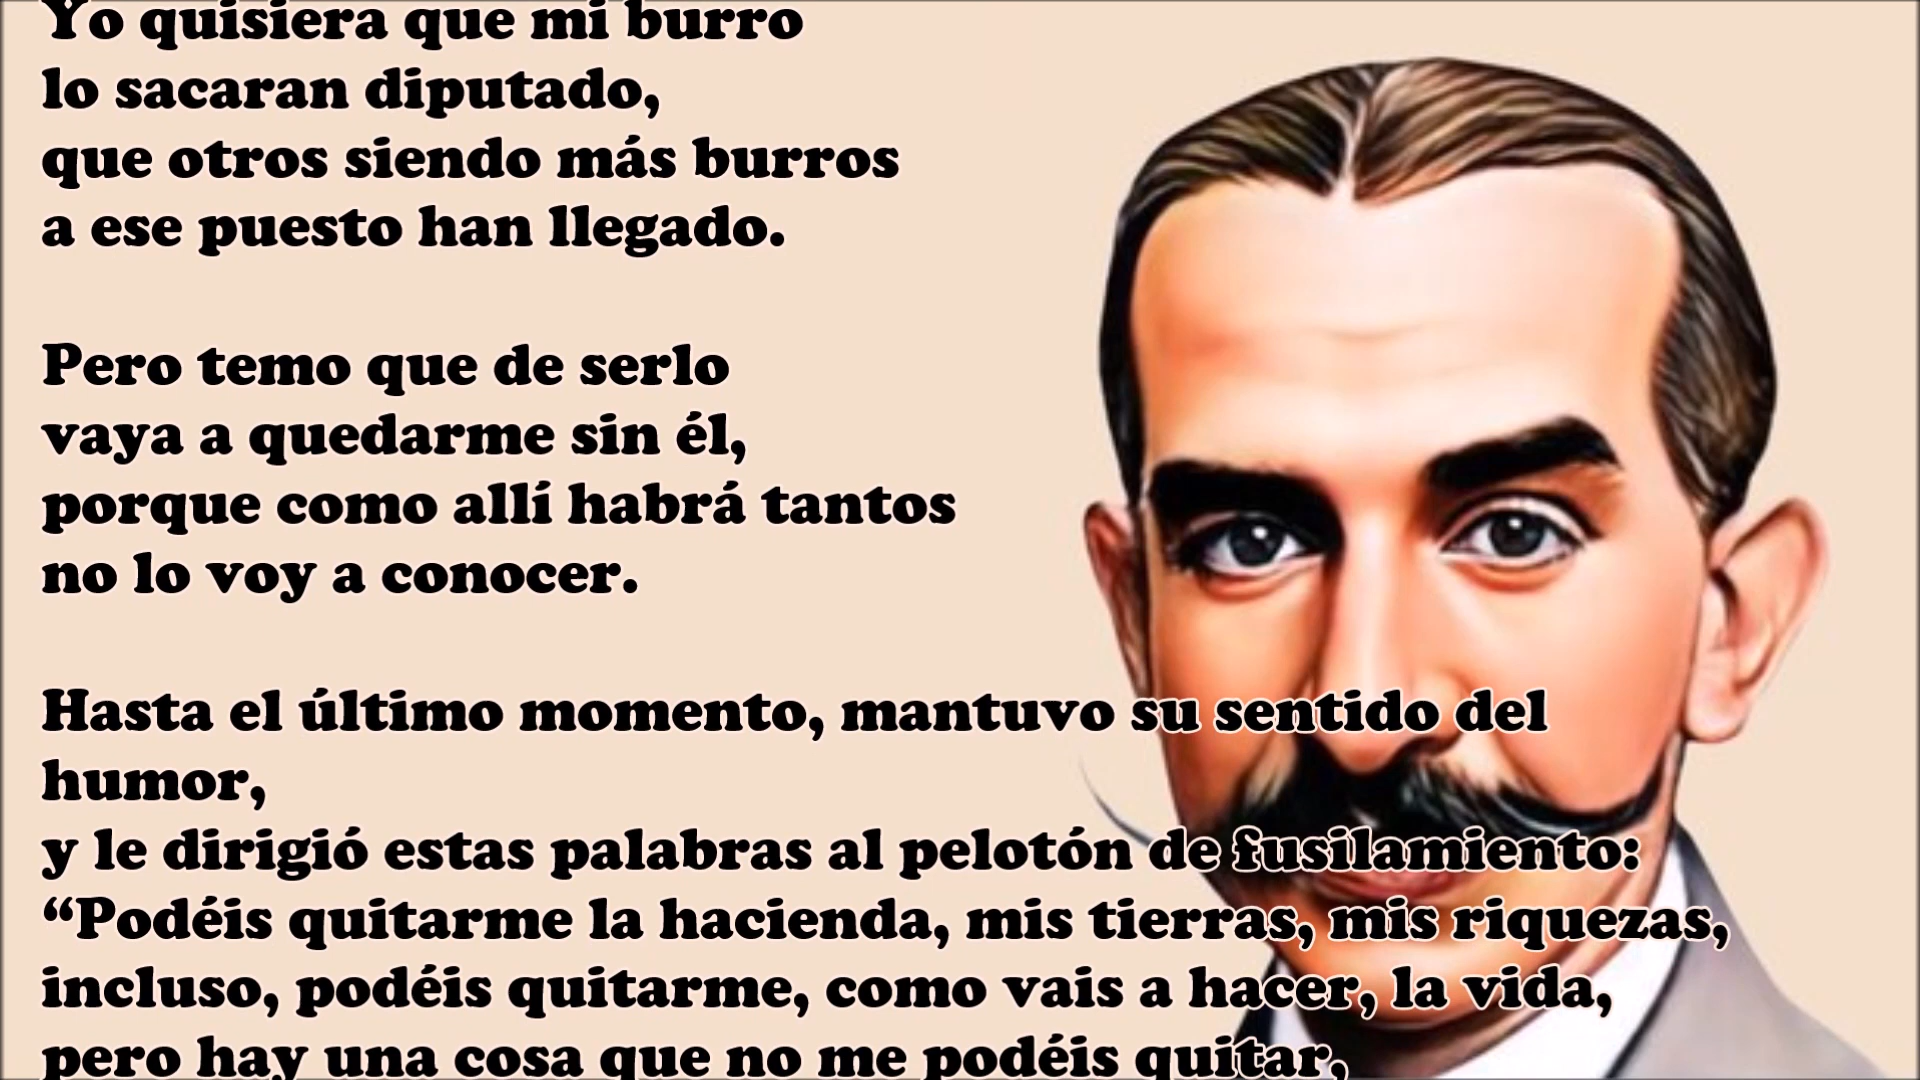 Yo quisiera que mi burro
lo sacaran diputado,
que otros siendo más burros
a ese puesto han llegado.
Pero temo que de serlo
vaya a quedarme sin él,
porque como allí habrá tantos
no lo voy a conocer.
Hasta el último momento, mantuvo su sentido del
humor,
y le dirigió estas palabras al pelotón de fusilamiento:
“Podéis quitarme la hacienda, mis tierras, mis riquezas,
incluso, podéis quitarme, como vais a hacer, la vida,
pero hay una cosa que no me podéis quitar,